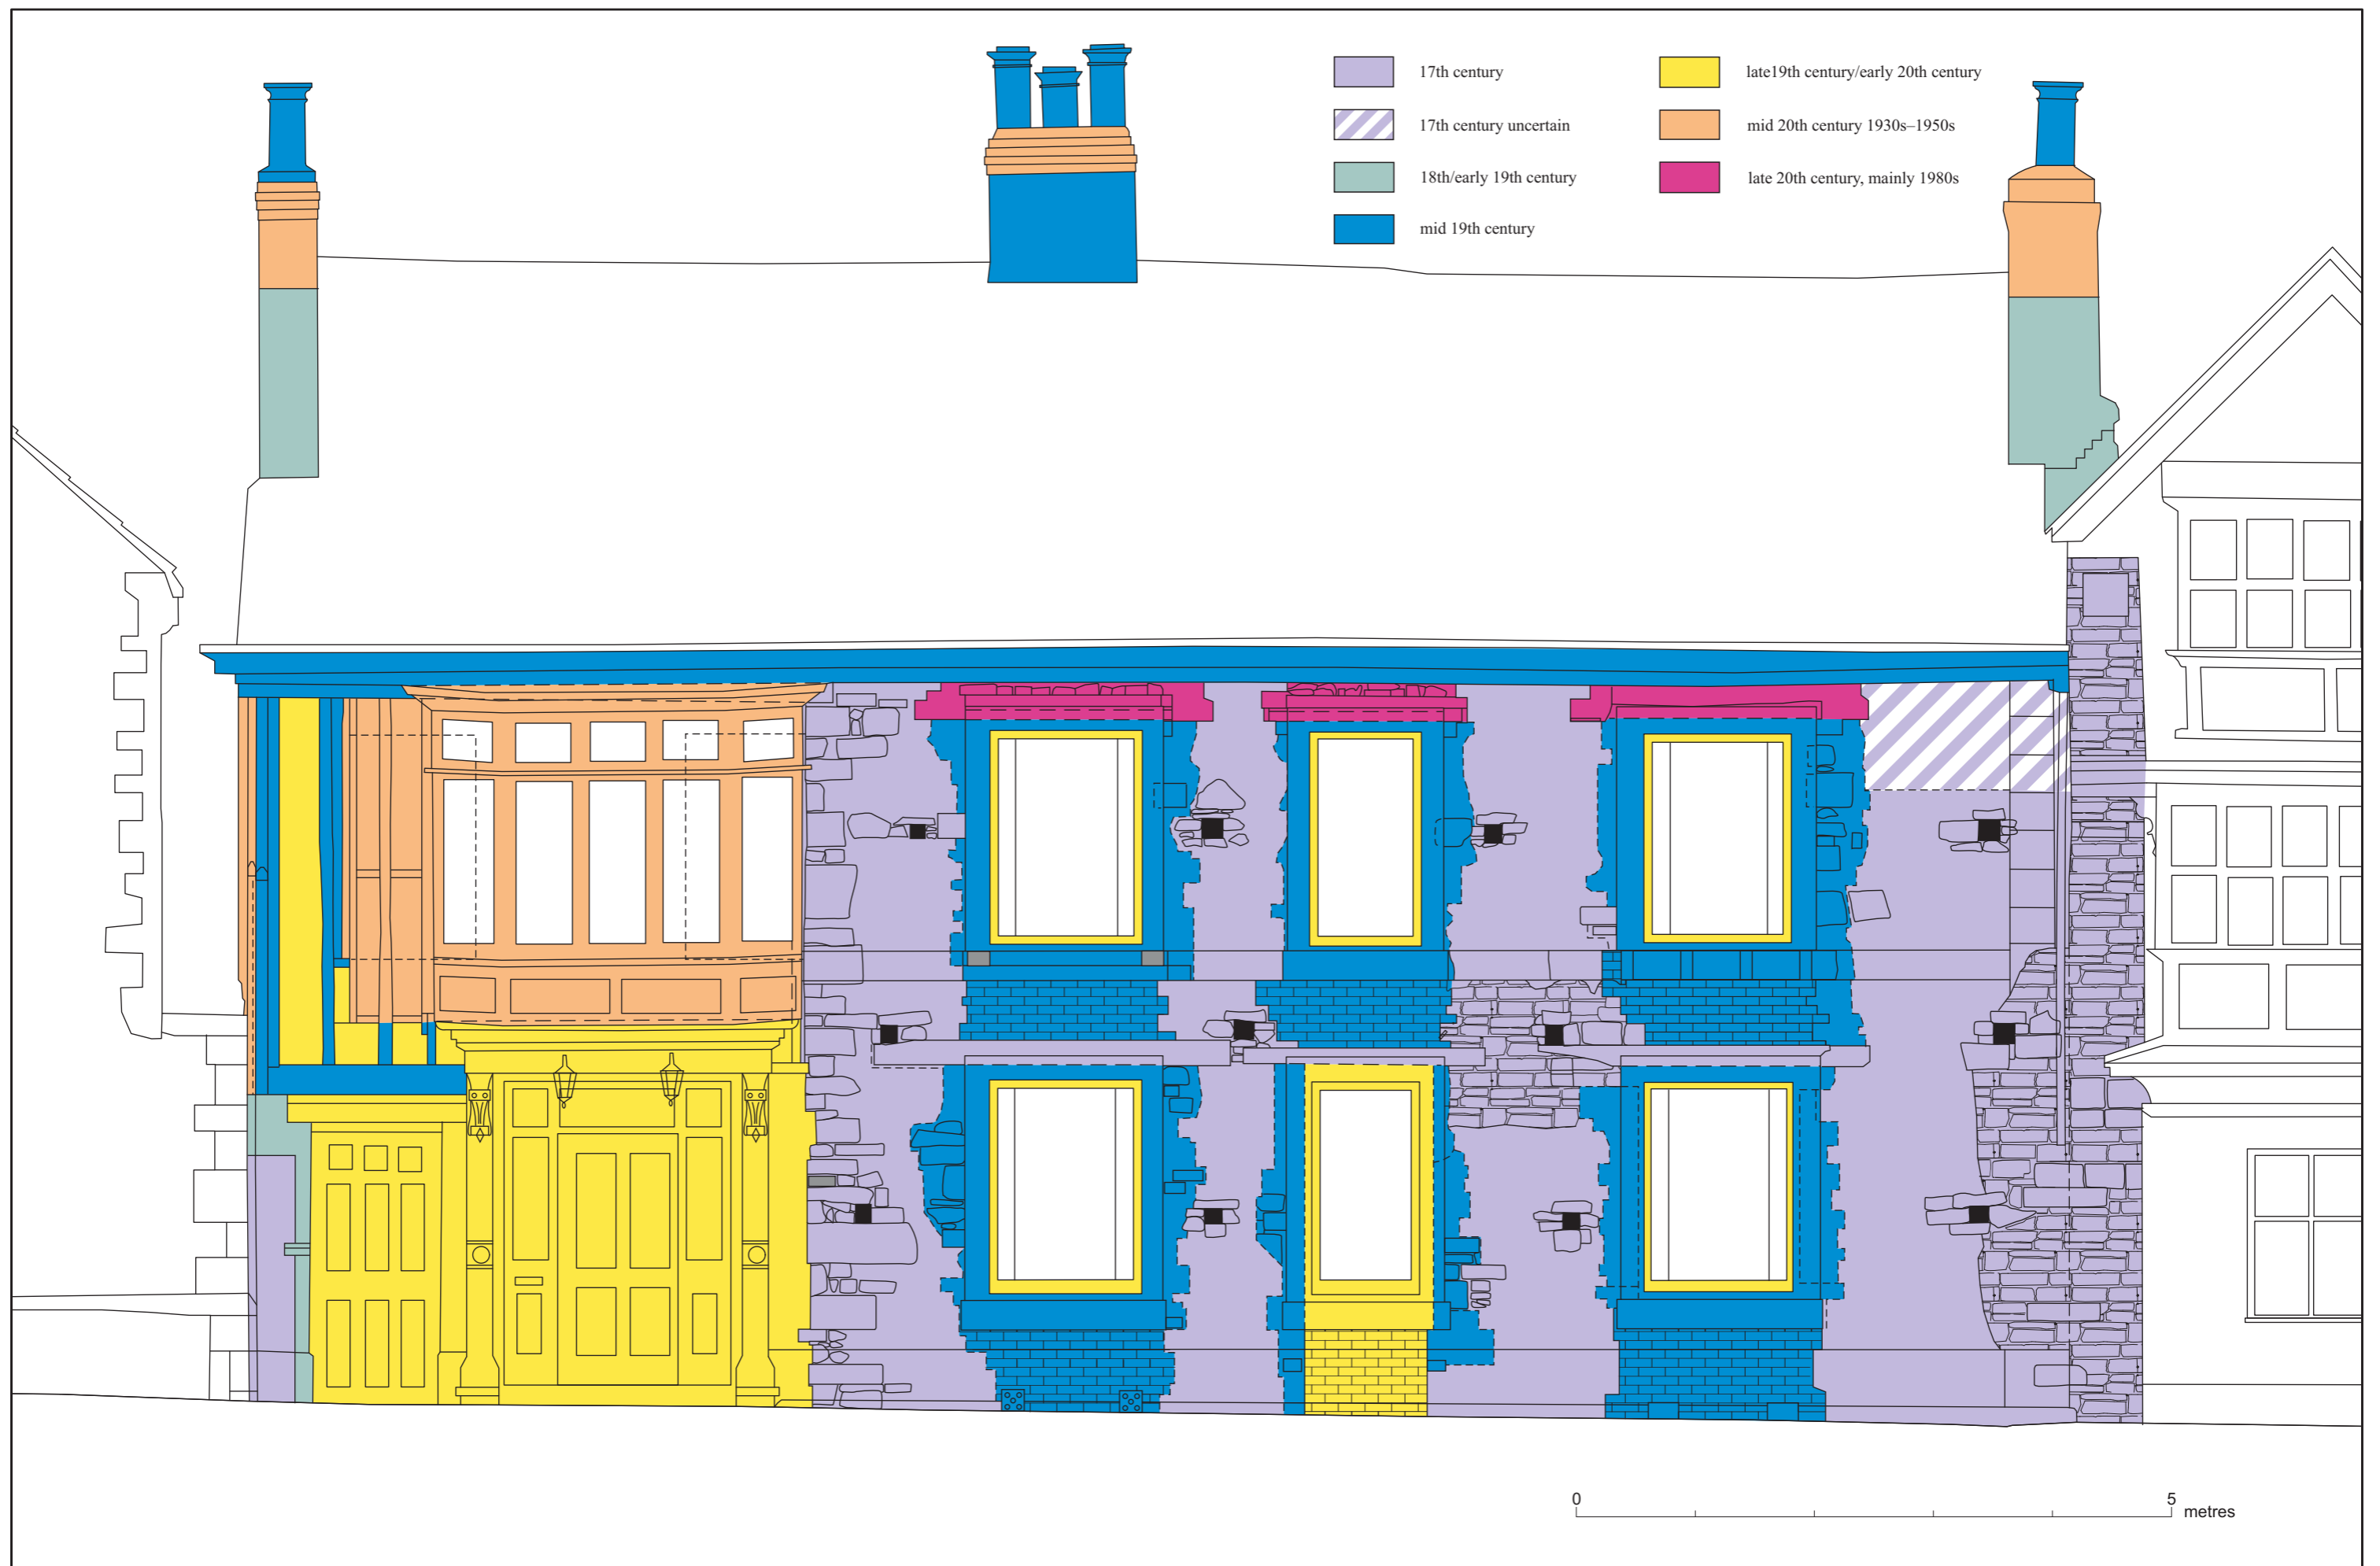 17th century
17th century uncertain
18th/early 19th century
mid 19th century
late19th century/early 20th century
mid 20th century 1930s–1950s
late 20th century, mainly 1980s
0 5
metres